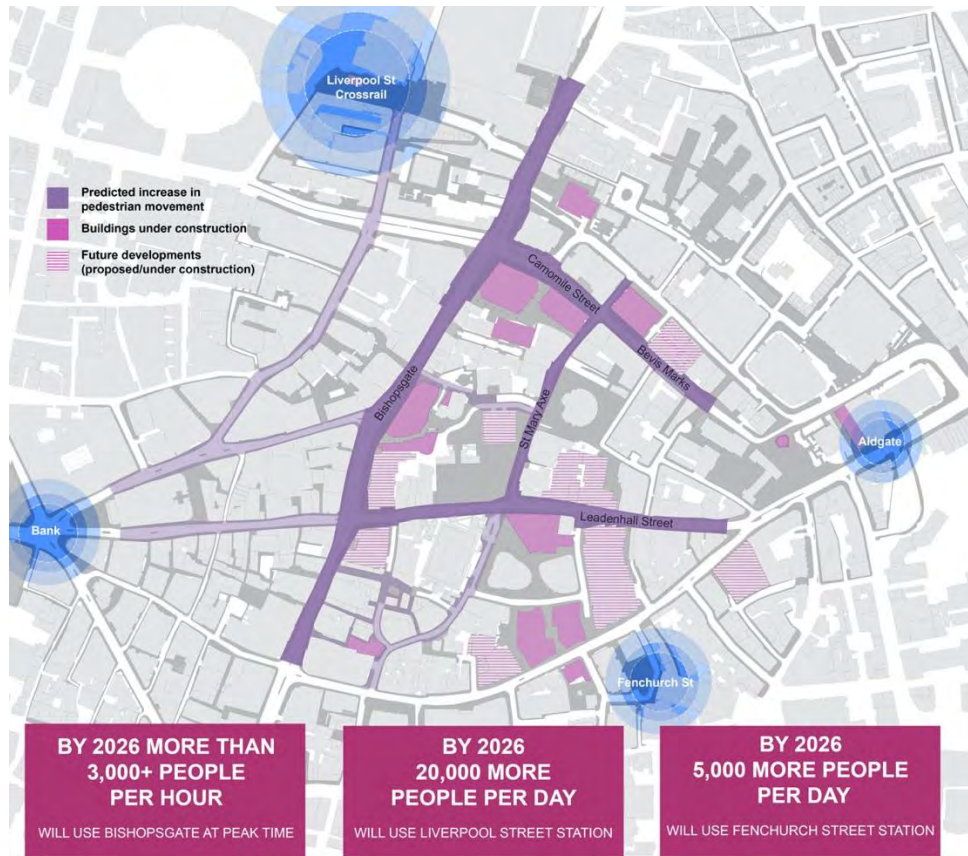 Liverpool St
Crossrail
Predicted increase in
pedestrian movement
Buildings under construction
Future developments
(proposed/under construction)
Camomile Street
Bevis Marks
Bishopsgate
St Mary Axe
Aldgate
Bank
Leadenhall Street
Fenchurch St
BY 2026 MORE THAN
3,000+ PEOPLE
PER HOUR
WILL USE BISHOPSGATE AT PEAK TIME
BY 2026
20,000 MORE
PEOPLE PER DAY
WILL USE LIVERPOOL STREET STATION
BY 2026
5,000 MORE PEOPLE
PER DAY
WILL USE FENCHURCH STREET STATION